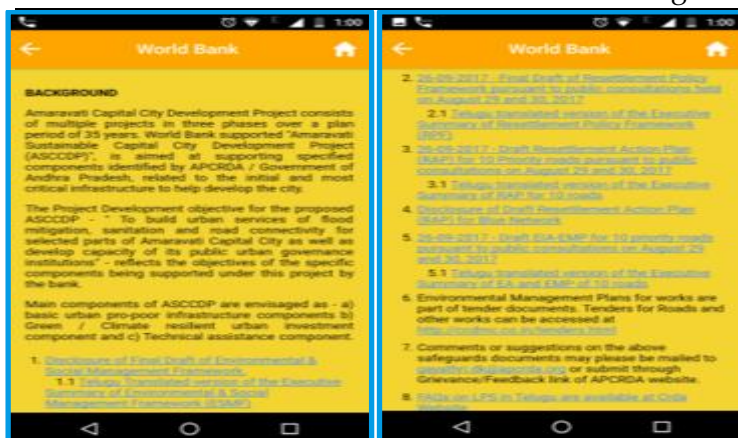 1:00
World Bank
BACKGROUND
Amaravati Capital City Development Project consists
of multiple projects in three phases over a plan
period of 35 years. World Bank supported "Amaravati
Sustainable Capital City Development Project
(ASCCDP)", is aimed at supporting specified
components identified by APCRDA / Government of
Andhra Pradesh, related to the initial and most
critical infrastructure to help develop the city.
The Project Development objective for the proposed
ASCCDP - " To build urban services of flood
mitigation, sanitation and road connectivity for
selected parts of Amaravati Capital City as well as
develop capacity of its public urban governance
institutions" - reflects the objectives of the specific
components being supported under this project by
the bank.
Main components of ASCCDP are envisaged as - a)
basic urban pro-poor infrastructure components b)
Green / Climate resilient urban investment
component and c) Technical assistance component.
1. Disclosure of Final Draft of Environmental &
Social Management Framework.
1.1 Telugu Translated version of the Executive
Summary of Environmental & Social
Management Framework (ESMF)
1:00
World Bank
2. 26-09-2017 - Final Draft of Resettlement Policy
Framework pursuant to public consultations held
on August 29 and 30, 2017
2.1 Telugu translated version of the Executive
Summary of Resettlement Policy Framework
(RPF)
3. 26-09-2017 - Draft Resettlement Action Plan
(RAP) for 10 Priority roads pursuant to public
consultations on August 29 and 30, 2017
3.1 Telugu translated version of the Executive
Summary of RAP for 10 roads
4. Disclosure of Draft Resettlement Action Plan
(RAP) for Blue Network
5. 26-09-2017 - Draft EIA-EMP for 10 priority roads
pursuant to public consultations on August 29
and 30, 2017
5.1 Telugu translated version of the Executive
Summary of EA and EMP of 10 roads
6. Environmental Management Plans for works are
part of tender documents. Tenders for Roads and
other works can be accessed at
7. Comments or suggestions on the above
safeguards documents may please be mailed to
or submit through
Grievance/Feedback link of APCRDA website.
8. FAQs on LPS in Telugu are available at Crda
Website